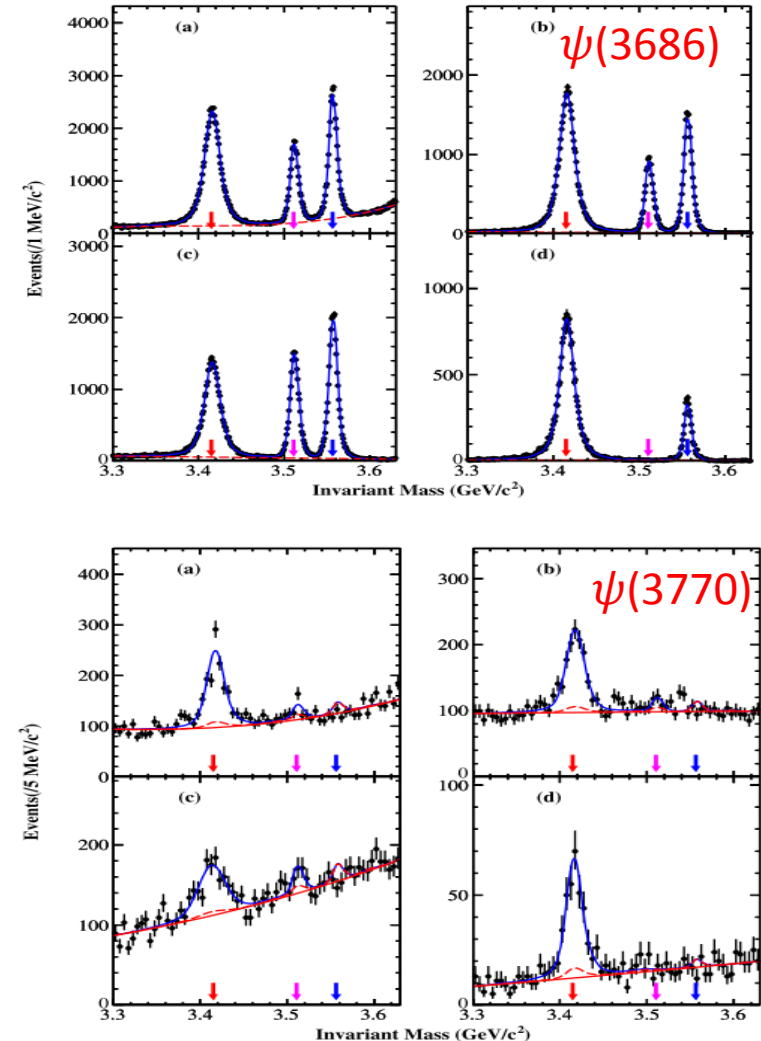 4000
3000
2000
1000
0
(a)
2000
1000
0
(b)
ψ(3686)
3000
2000
1000
0
(c)
1000
500
0
(d)
Events(/1 MeV/c²)
3.3 3.4 3.5 3.6
3.3 3.4 3.5 3.6
Invariant Mass (GeV/c²)
400
300
200
100
0
(a)
300
200
100
0
(b)
ψ(3770)
200
100
0
(c)
100
50
0
(d)
Events(/5 MeV/c²)
3.3 3.4 3.5 3.6
3.3 3.4 3.5 3.6
Invariant Mass (GeV/c²)